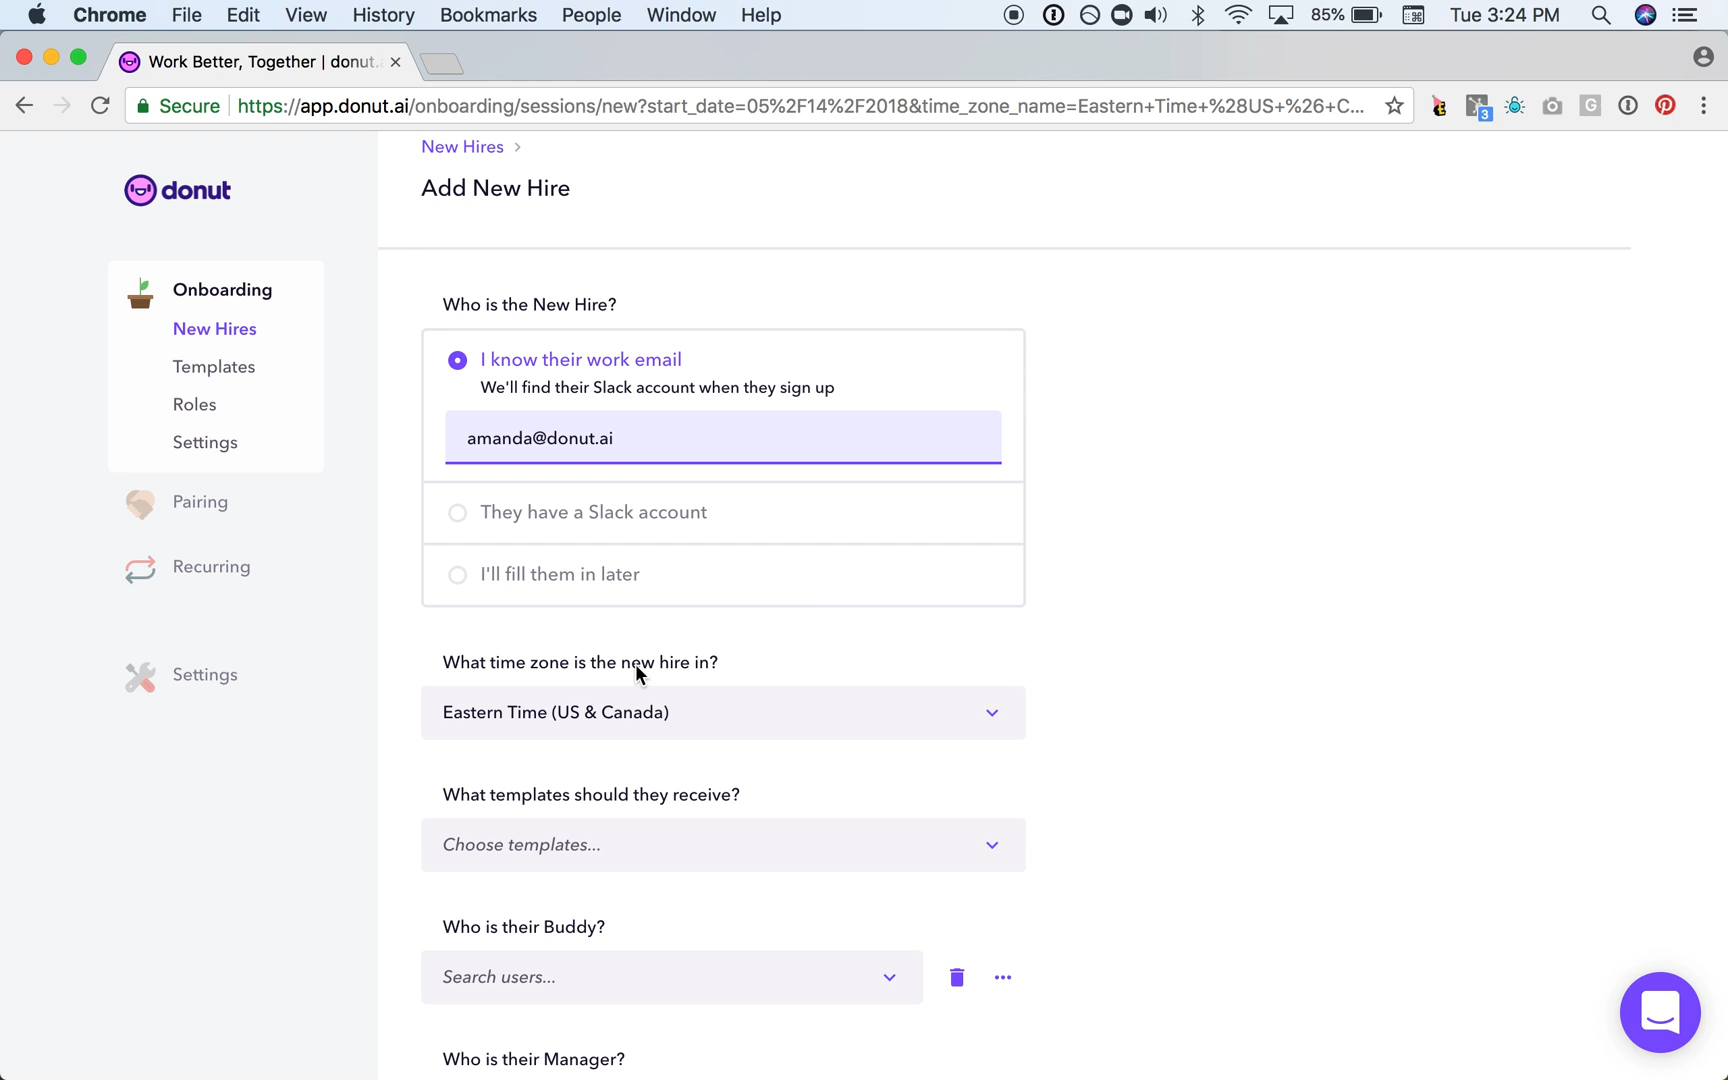 Chrome File Edit View History Bookmarks People Window Help 85% Tue 3:24 PM
Work Better, Together | donut.
Secure https://app.donut.ai/onboarding/sessions/new?start_date=05%2F14%2F2018&time_zone_name=Eastern+Time+%28US+%26+C... 3 G
New Hires >
donut
Add New Hire
Onboarding
New Hires
Templates
Roles
Settings
Pairing
Recurring
Settings
Who is the New Hire?
I know their work email
We'll find their Slack account when they sign up
amanda@donut.ai
They have a Slack account
I'll fill them in later
What time zone is the new hire in?
Eastern Time (US & Canada)
What templates should they receive?
Choose templates...
Who is their Buddy?
Search users...
Who is their Manager?